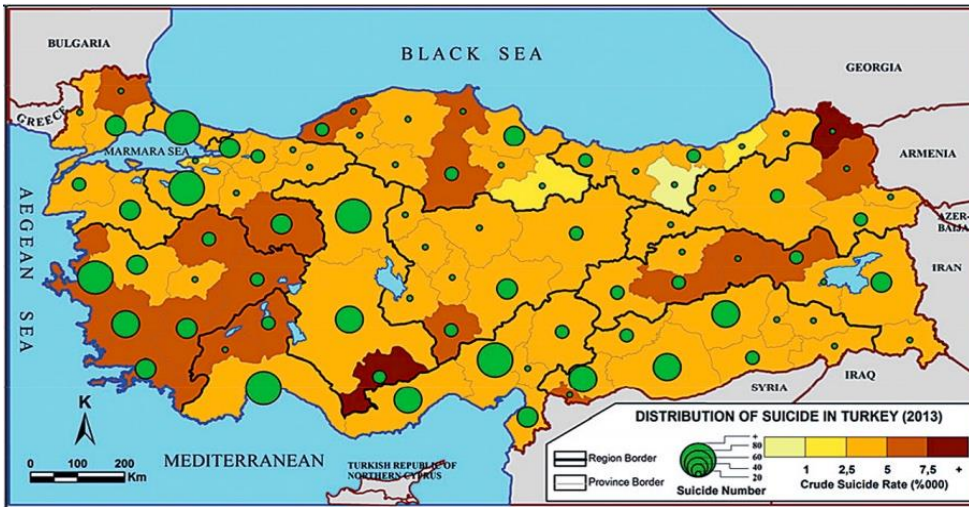 BULGARIA
BLACK SEA
GEORGIA
GREECE
MARMARA SEA
ARMENIA
AZER-
BAIJA
IRAN
AEGEAN SEA
K
SYRIA
IRAQ
MEDITERRANEAN
TURKISH REPUBLIC OF
NORTHERN CYPRUS
0 50 100 200
Km
DISTRIBUTION OF SUICIDE IN TURKEY (2013)
Region Border
Province Border
+
80
60
40
20
Suicide Number
1 2,5 5 7,5 +
Crude Suicide Rate (%000)